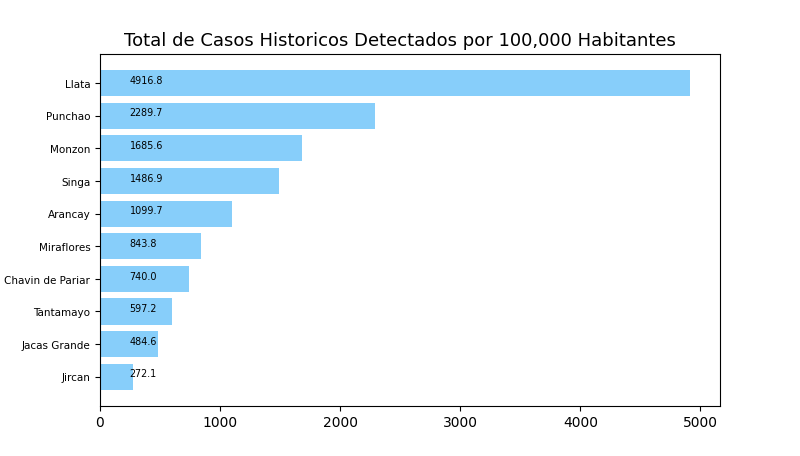 Total de Casos Historicos Detectados por 100,000 Habitantes
Llata 4916.8
Punchao 2289.7
Monzon 1685.6
Singa 1486.9
Arancay 1099.7
Miraflores 843.8
Chavin de Pariar 740.0
Tantamayo 597.2
Jacas Grande 484.6
Jircan 272.1
0 1000 2000 3000 4000 5000